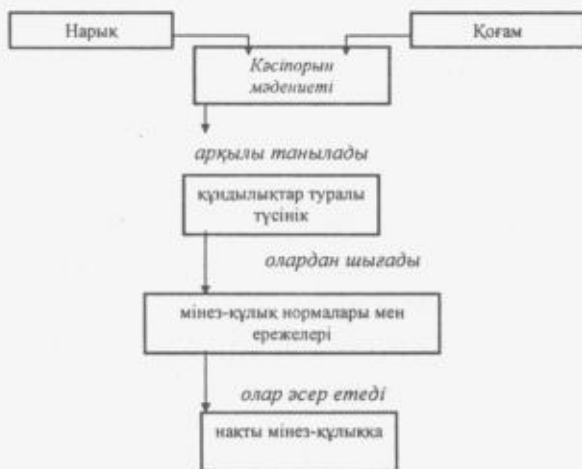 Нарық
Қоғам
Кәсіпорын
мәдениеті
арқылы танылады
құндылықтар туралы
түсінік
олардан шығады
мінез-құлық нормалары мен
ережелері
олар әсер етеді
нақты мінез-құлыққа